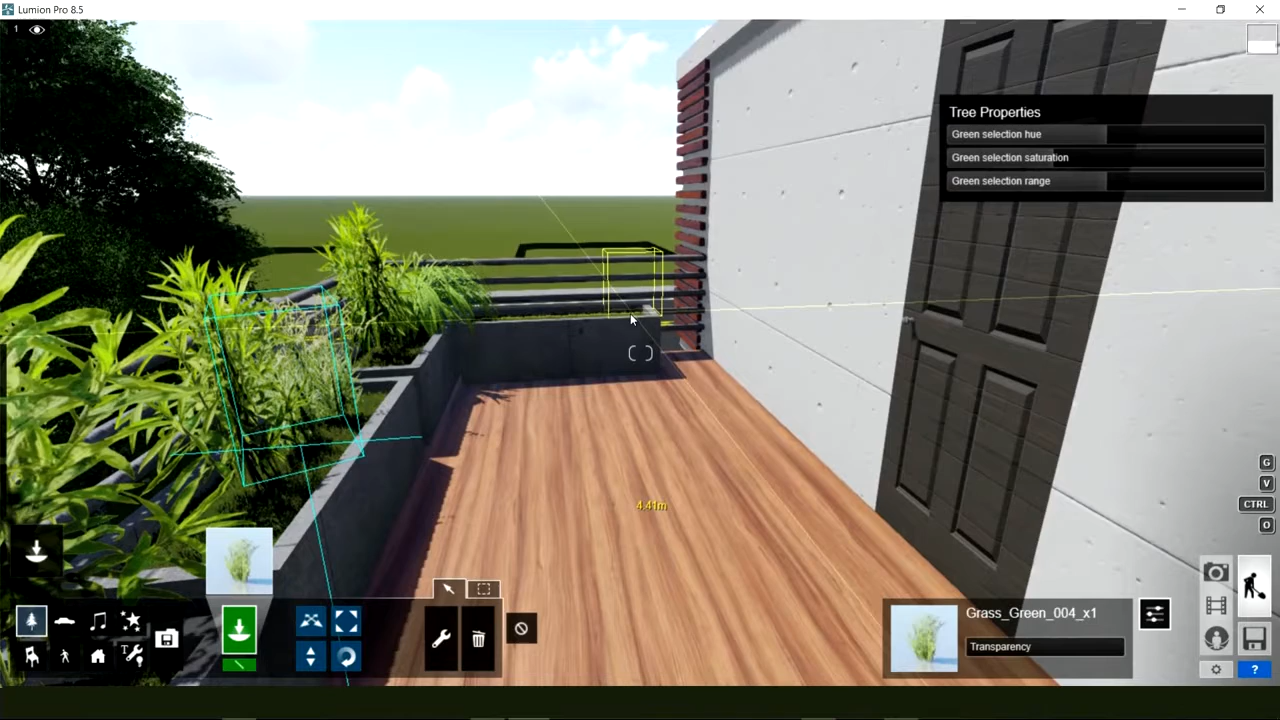 Lumion Pro 8.5
1
Tree Properties
Green selection hue
Green selection saturation
Green selection range
4.41m
G
V
CTRL
O
Grass_Green_004_x1
Transparency
T
?